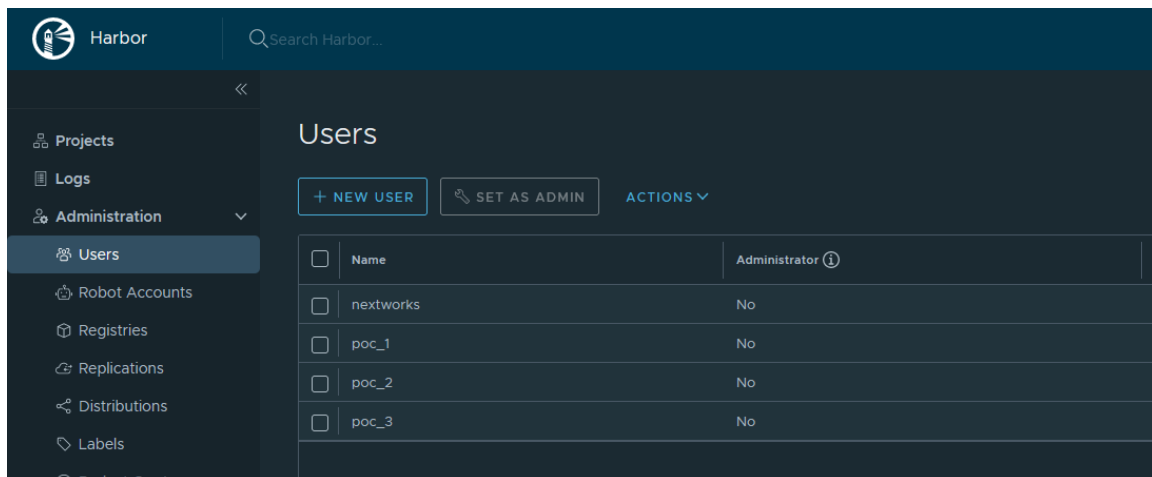 Harbor
Search Harbor...
Projects
Logs
Administration
Users
Robot Accounts
Registries
Replications
Distributions
Labels
Users
+ NEW USER
SET AS ADMIN
ACTIONS
Name Administrator
nextworks No
poc_1 No
poc_2 No
poc_3 No